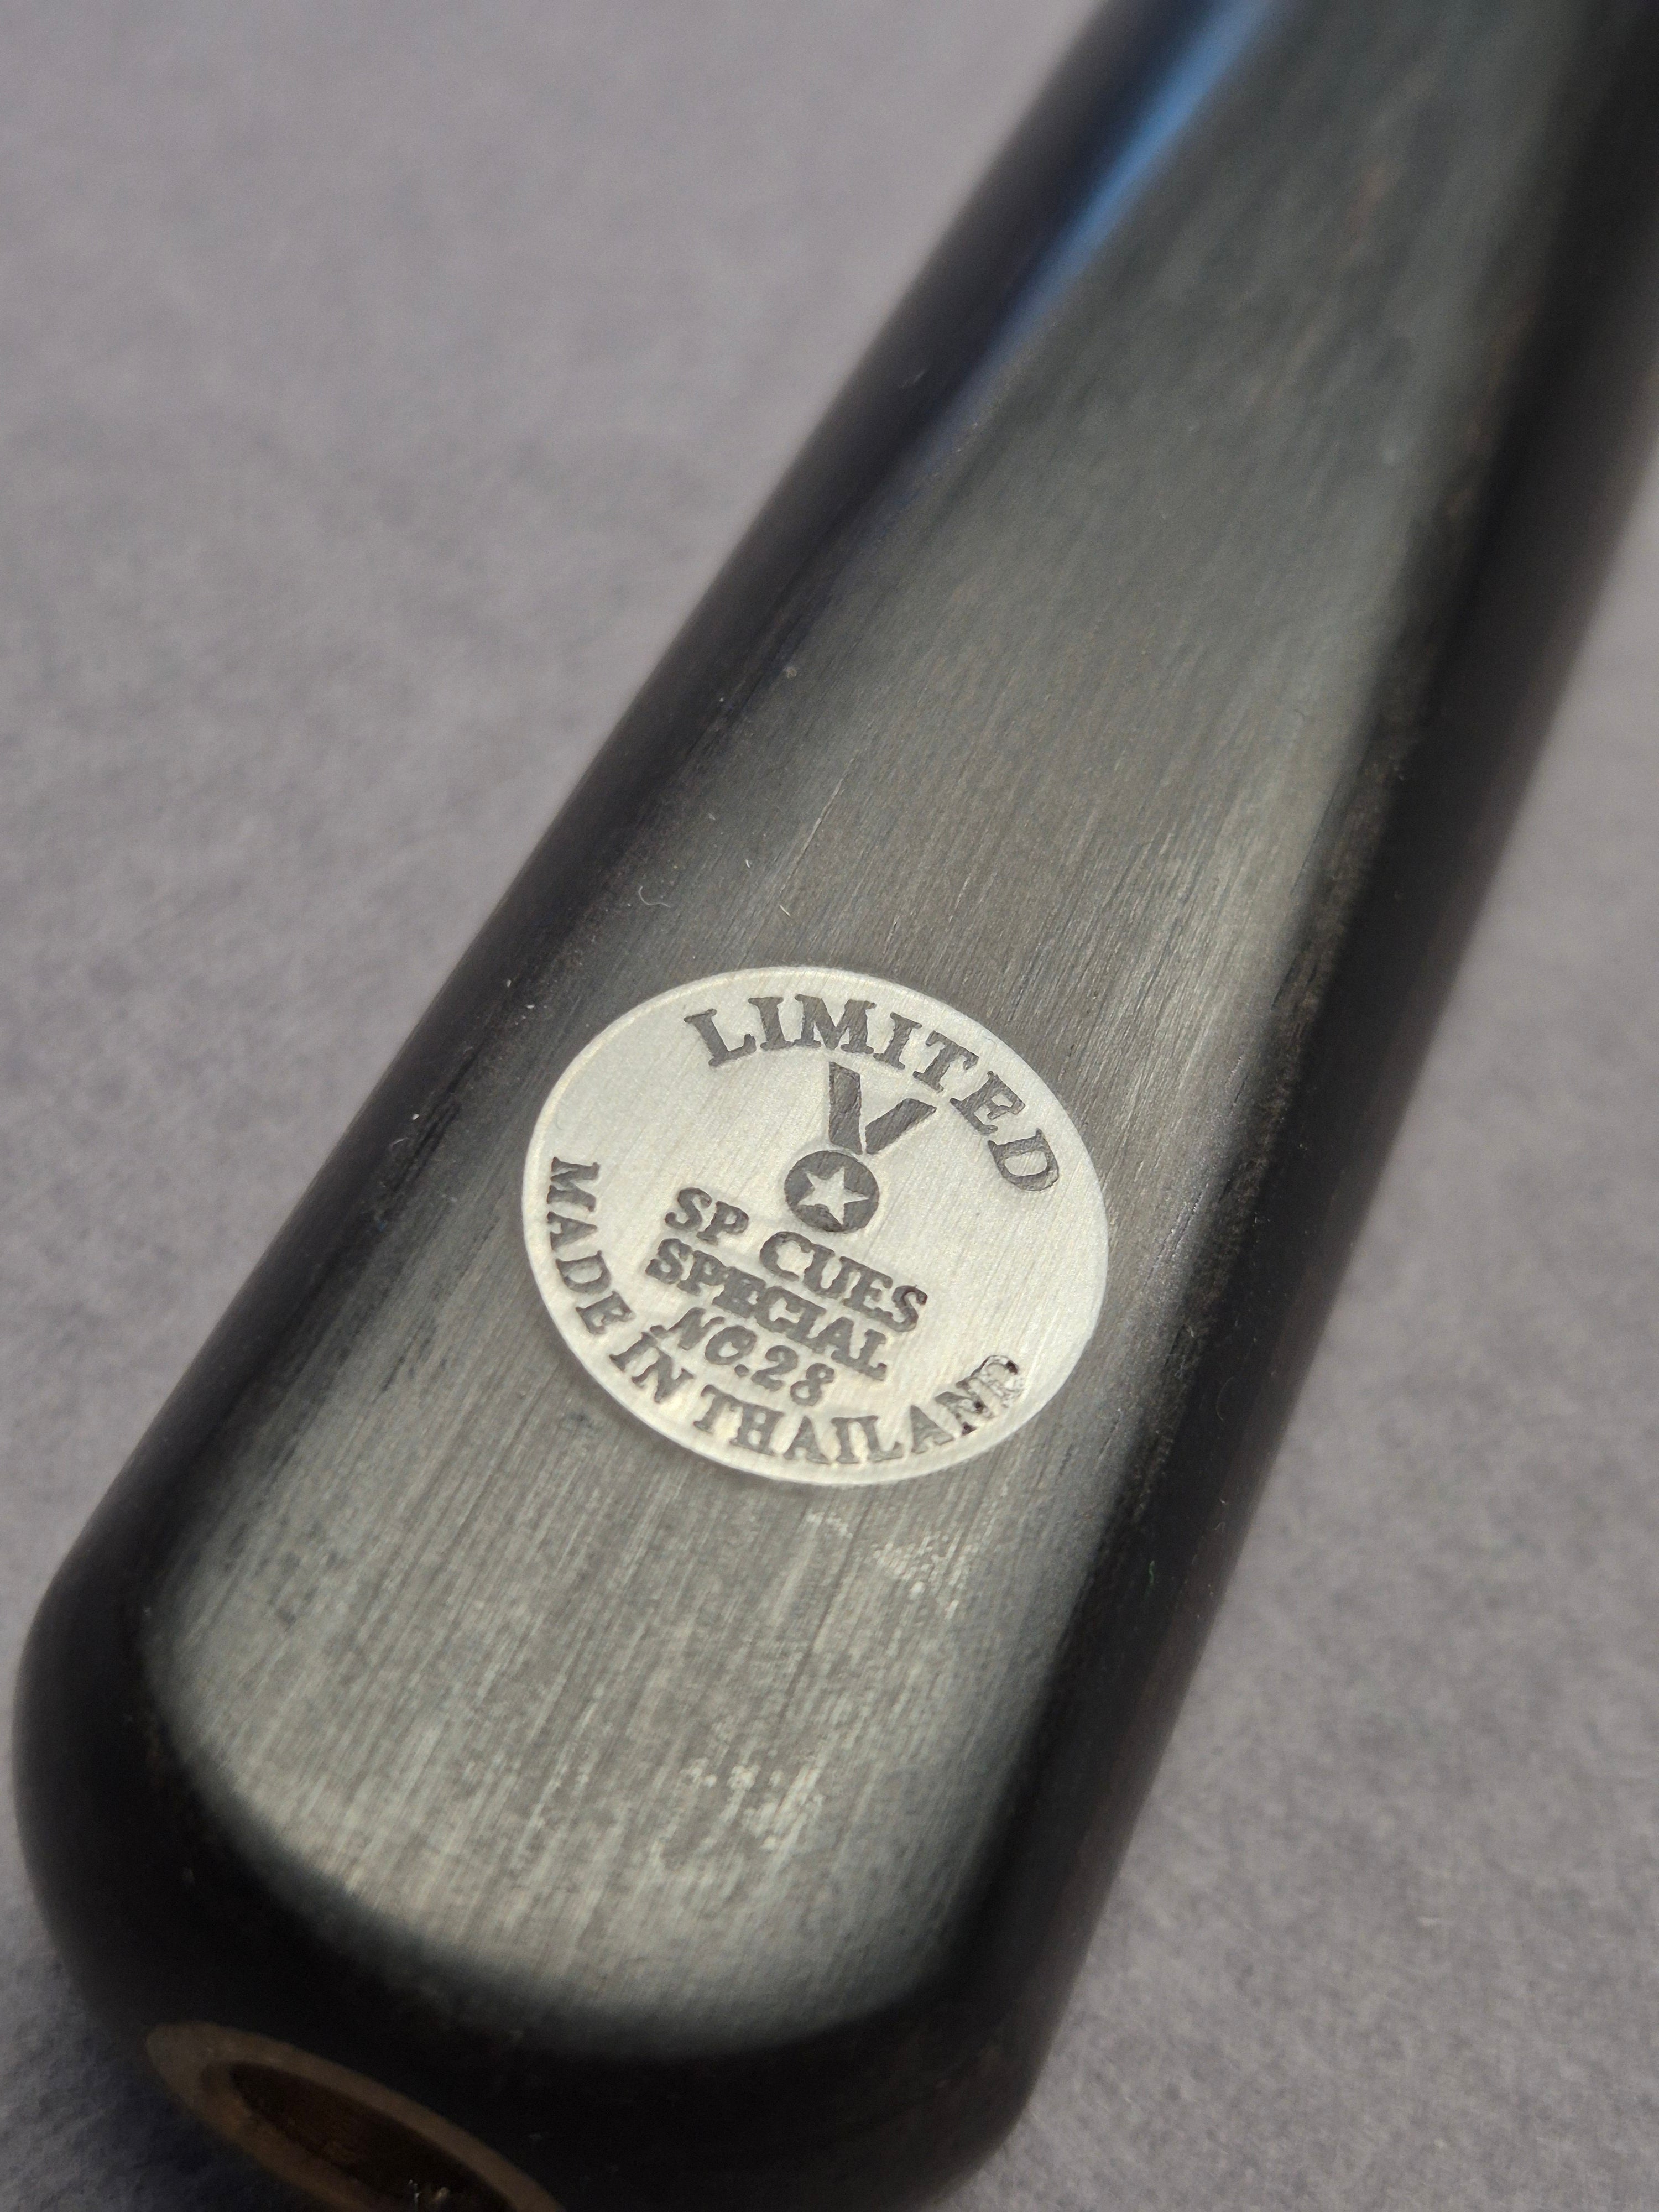 LIMITED
SP CUES
SPECIAL
NO.28
MADE IN THAILAND